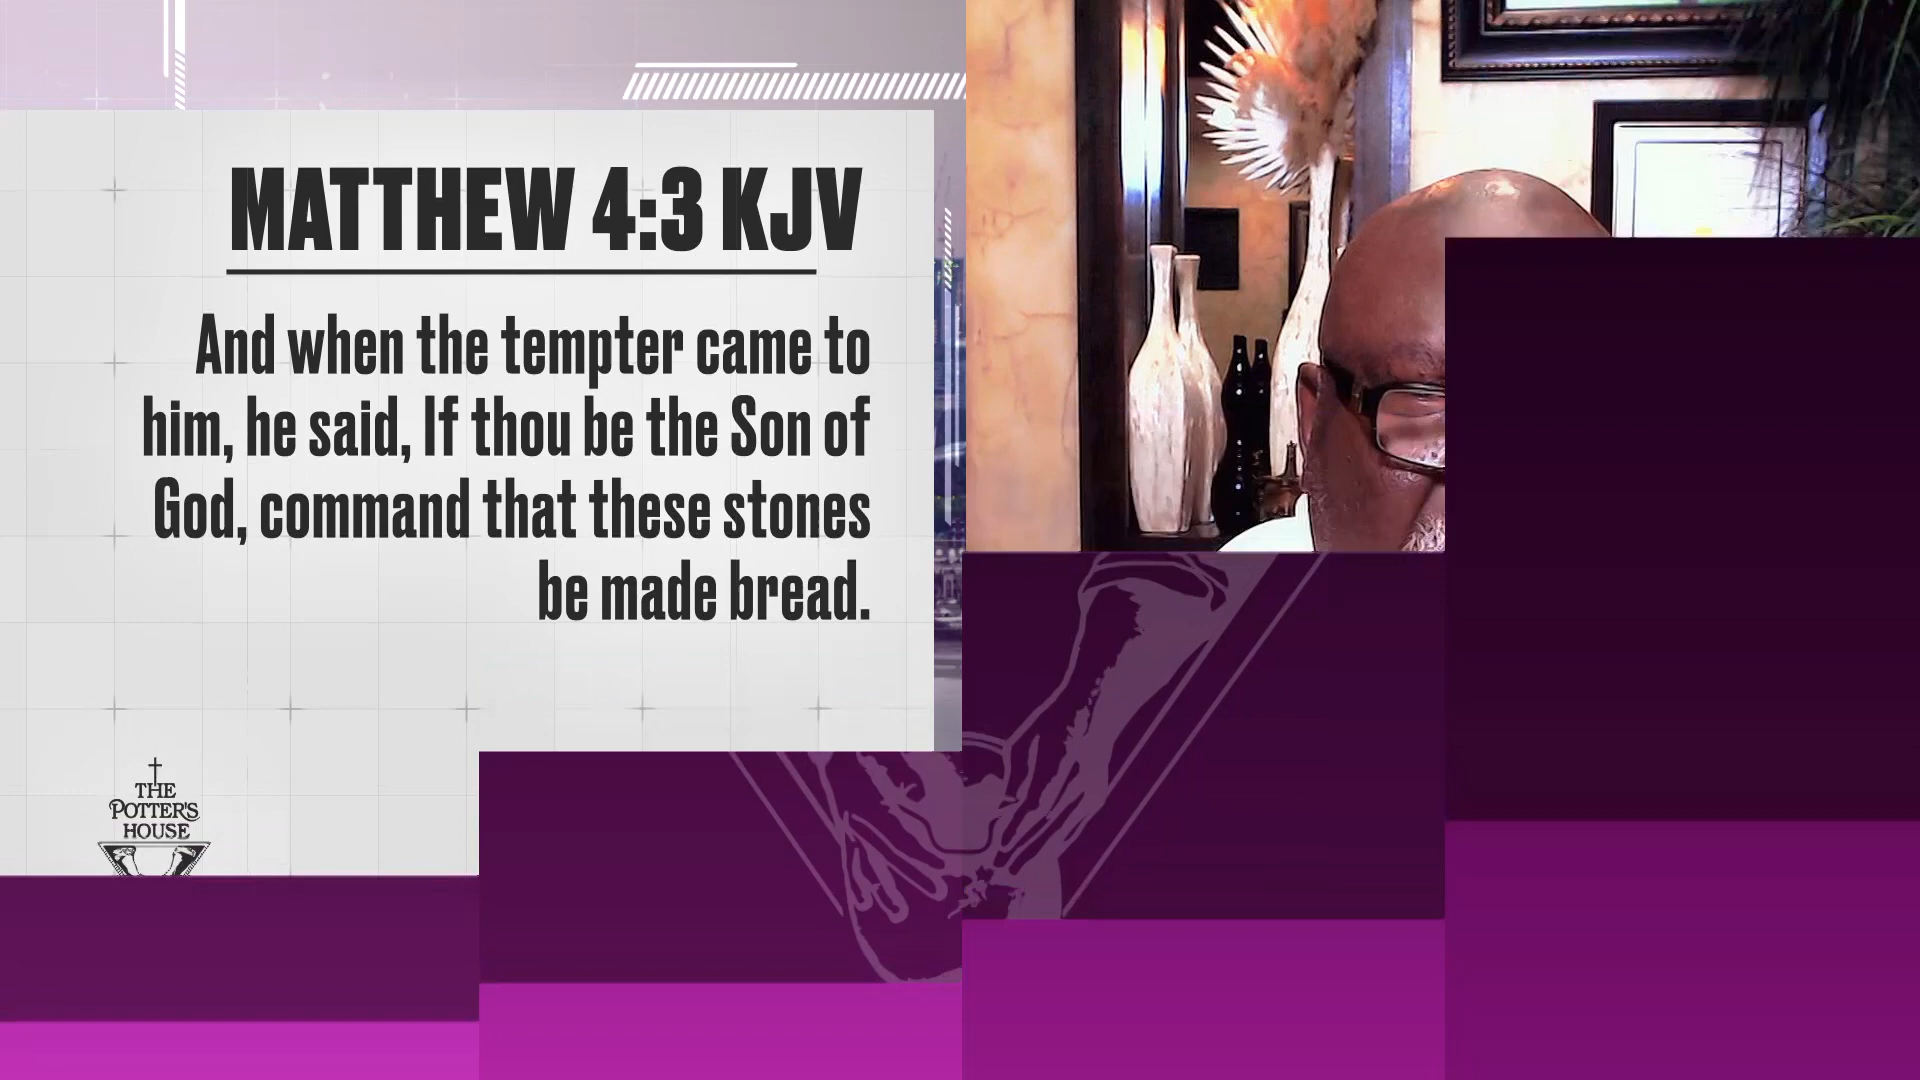 MATTHEW 4:3 KJV
And when the tempter came to
him, he said, If thou be the Son of
God, command that these stones
be made bread.
THE
POTTER'S
HOUSE